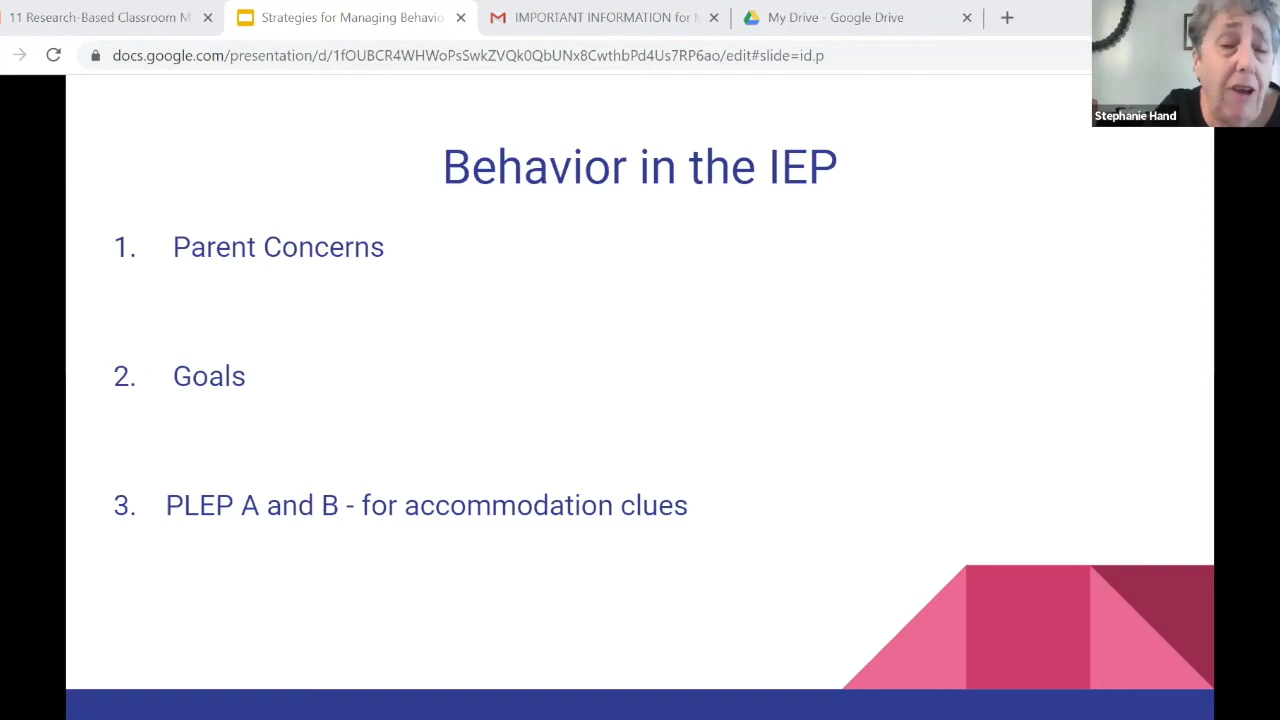 11 Research-Based Classroom M
Strategies for Managing Behavio
IMPORTANT INFORMATION for
My Drive - Google Drive
docs.google.com/presentation/d/1fOUBCR4WHWoPsSwkZVQk0QbUNx8CwthbPd4Us7RP6ao/edit#slide=id.p
Stephanie Hand
Behavior in the IEP
1. Parent Concerns
2. Goals
3. PLEP A and B - for accommodation clues